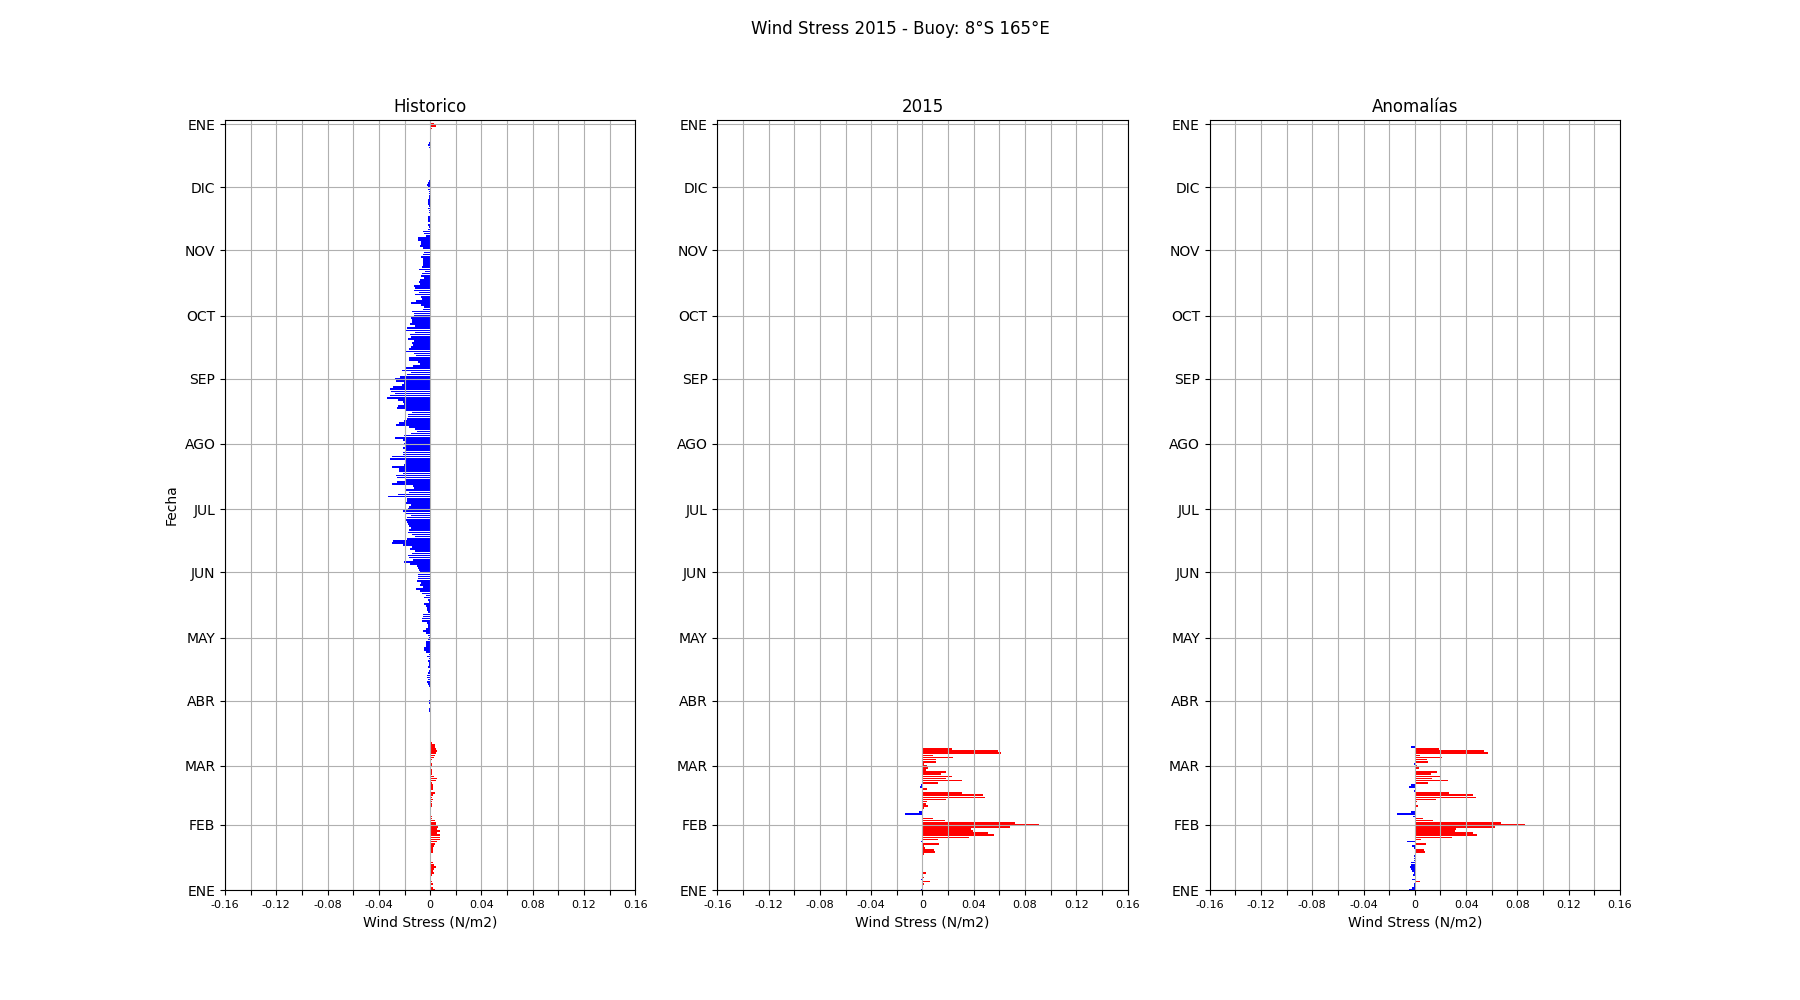 Wind Stress 2015 - Buoy: 8°S 165°E
Historico
2015
Anomalías
ENE
DIC
NOV
OCT
SEP
AGO
JUL
JUN
MAY
ABR
MAR
FEB
ENE
Fecha
-0.16 -0.12 -0.08 -0.04 0 0.04 0.08 0.12 0.16
Wind Stress (N/m2)
ENE
DIC
NOV
OCT
SEP
AGO
JUL
JUN
MAY
ABR
MAR
FEB
ENE
-0.16 -0.12 -0.08 -0.04 0 0.04 0.08 0.12 0.16
Wind Stress (N/m2)
ENE
DIC
NOV
OCT
SEP
AGO
JUL
JUN
MAY
ABR
MAR
FEB
ENE
-0.16 -0.12 -0.08 -0.04 0 0.04 0.08 0.12 0.16
Wind Stress (N/m2)